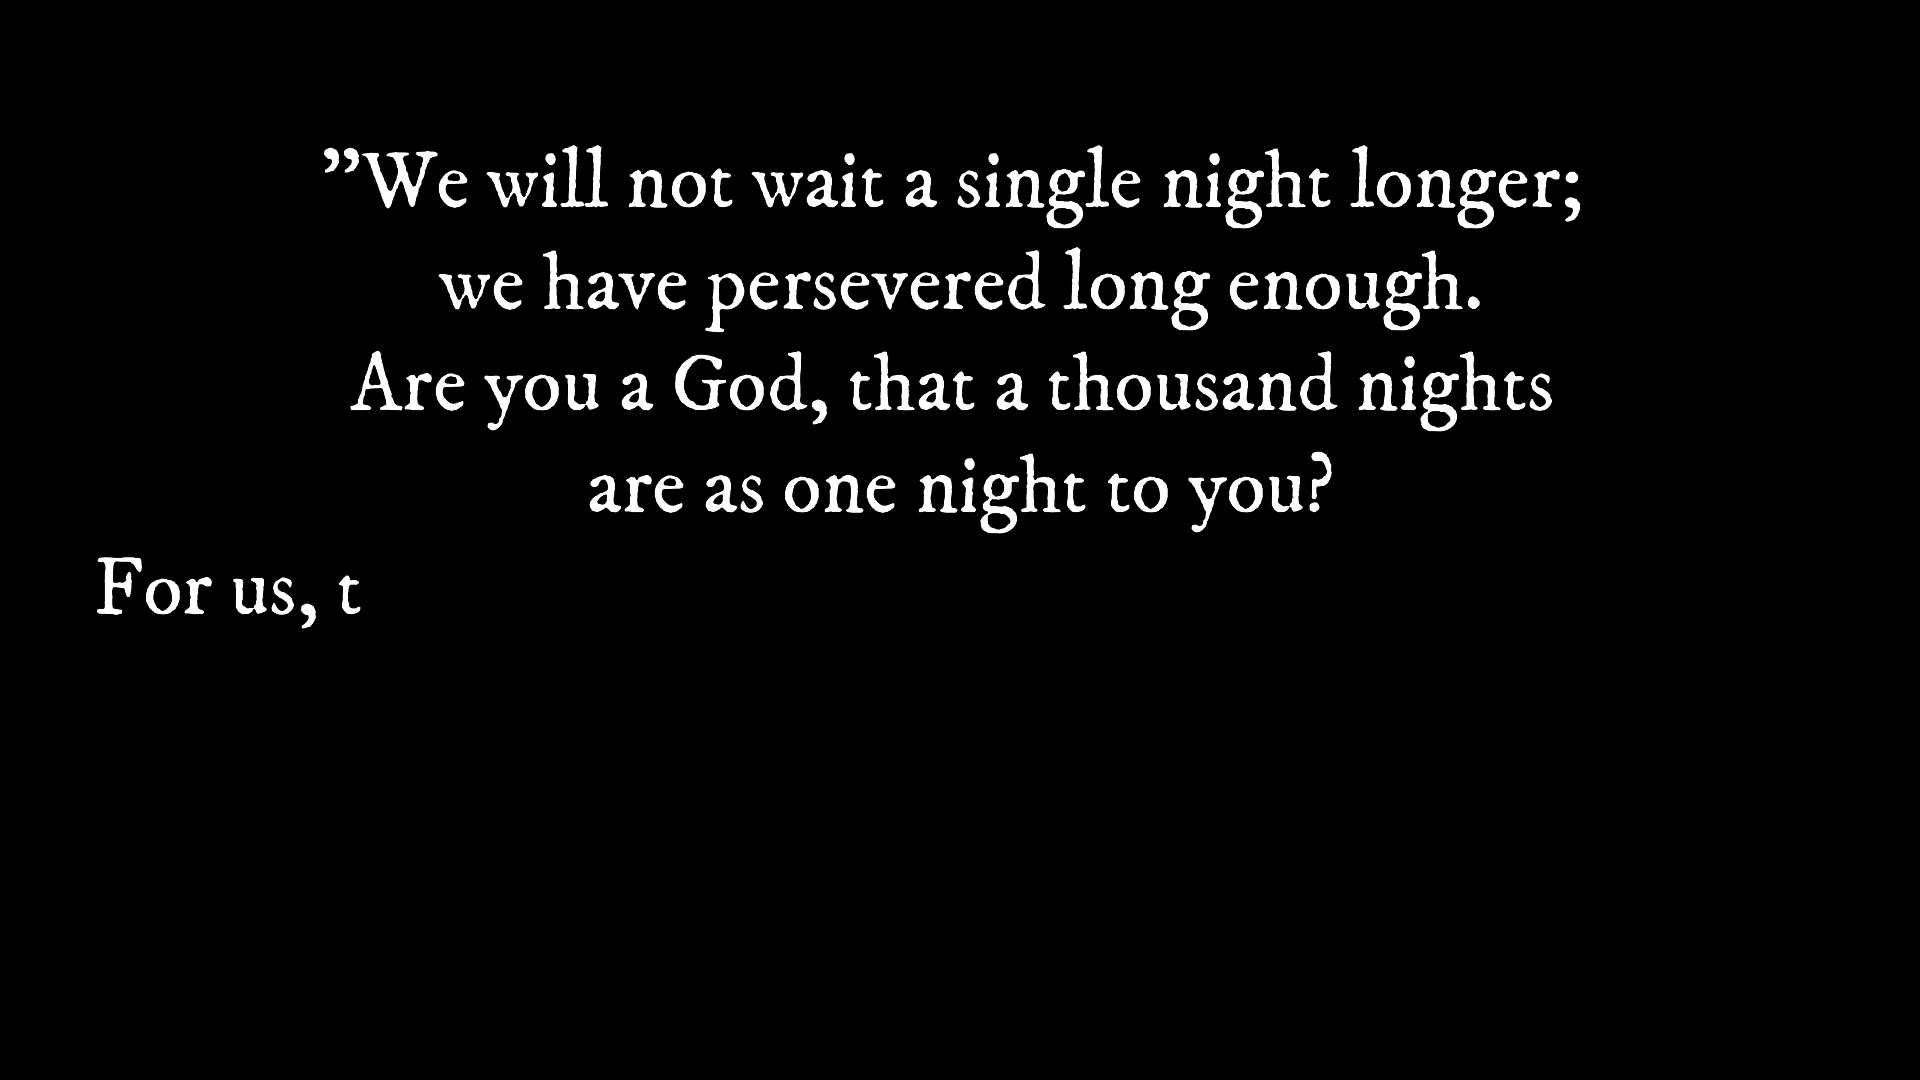 ”We will not wait a single night longer;
we have persevered long enough.
Are you a God, that a thousand nights
are as one night to you?
For us, t